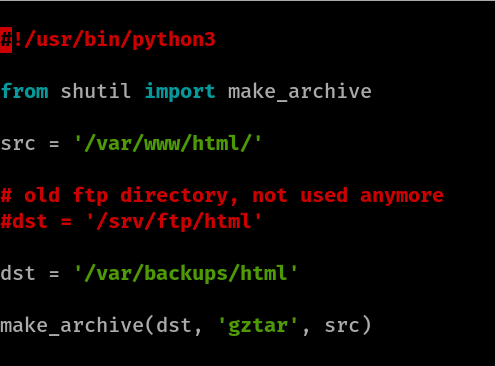 #!/usr/bin/python3
from shutil import make_archive
src = '/var/www/html/'
# old ftp directory, not used anymore
#dst = '/srv/ftp/html'
dst = '/var/backups/html'
make_archive(dst, 'gztar', src)